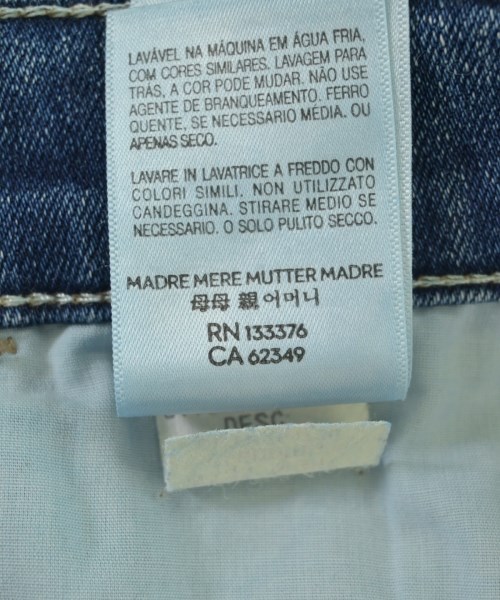 LAVÁVEL NA MÁQUINA EM ÁGUA FRIA,
COM CORES SIMILARES. LAVAGEM PARA
TRÁS, A COR PODE MUDAR. NÃO USE
AGENTE DE BRANQUEAMENTO. FERRO
QUENTE, SE NECESSARIO MÉDIA. OU
APENAS SECO.
LAVARE IN LAVATRICE A FREDDO CON
COLORI SIMILI. NON UTILIZZATO
CANDEGGINA. STIRARE MEDIO SE
NECESSARIO. O SOLO PULITO SECCO.
MADRE MERE MUTTER MADRE
母母 親 어머니
RN 133376
CA 62349
DESC